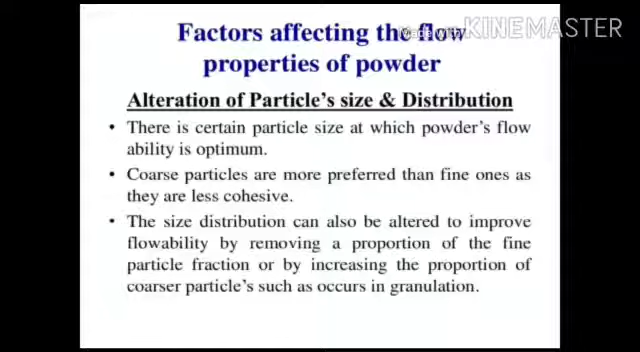 Factors affecting the flow
Made with KINEMASTER
properties of powder
Alteration of Particle's size & Distribution
• There is certain particle size at which powder's flow
ability is optimum.
• Coarse particles are more preferred than fine ones as
they are less cohesive.
• The size distribution can also be altered to improve
flowability by removing a proportion of the fine
particle fraction or by increasing the proportion of
coarser particle's such as occurs in granulation.